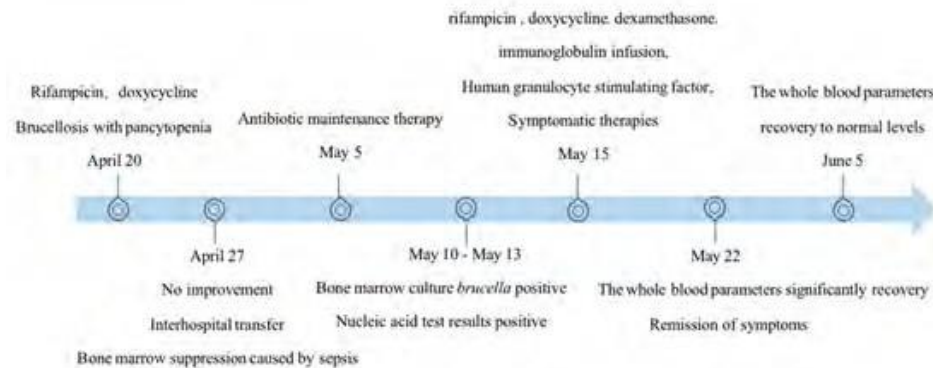 Rifampicin, doxycycline
Brucellosis with pancytopenia
April 20
April 27
No improvement
Interhospital transfer
Bone marrow suppression caused by sepsis
Antibiotic maintenance therapy
May 5
May 10 - May 13
Bone marrow culture brucella positive
Nucleic acid test results positive
rifampicin , doxycycline. dexamethasone.
immunoglobulin infusion,
Human granulocyte stimulating factor,
Symptomatic therapies
May 15
May 22
The whole blood parameters significantly recovery
Remission of symptoms
The whole blood parameters
recovery to normal levels
June 5